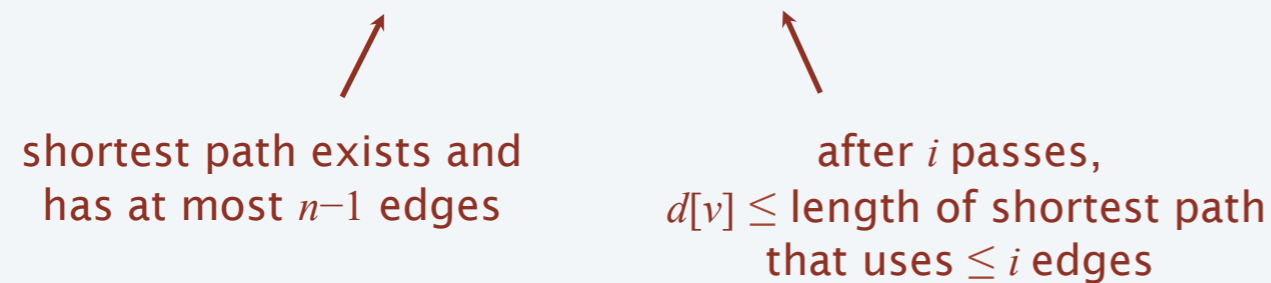 shortest path exists and
has at most n−1 edges
after i passes,
d[v] ≤ length of shortest path
that uses ≤ i edges